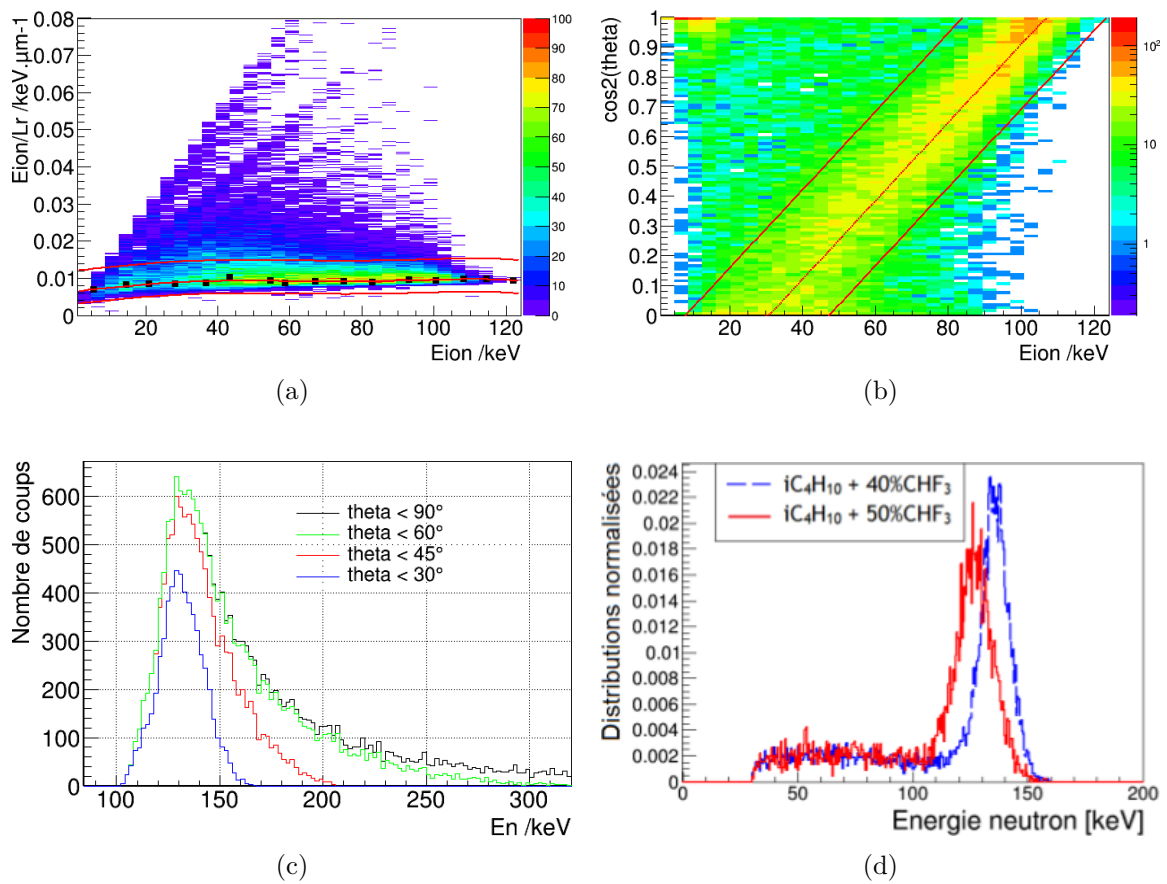 Eion/Lr /keV.µm-1
0.08
0.07
0.06
0.05
0.04
0.03
0.02
0.01
0
20 40 60 80 100 120
Eion /keV
100
90
80
70
60
50
40
30
20
10
0
(a)
cos2(theta)
1
0.9
0.8
0.7
0.6
0.5
0.4
0.3
0.2
0.1
0
20 40 60 80 100 120
Eion /keV
10²
10
1
(b)
Nombre de coups
600
500
400
300
200
100
0
100 150 200 250 300
En /keV
theta < 90°
theta < 60°
theta < 45°
theta < 30°
(c)
Distributions normalisées
0.024
0.022
0.02
0.018
0.016
0.014
0.012
0.01
0.008
0.006
0.004
0.002
0
0 50 100 150 200
Energie neutron [keV]
iC₄H₁₀ + 40%CHF₃
iC₄H₁₀ + 50%CHF₃
(d)